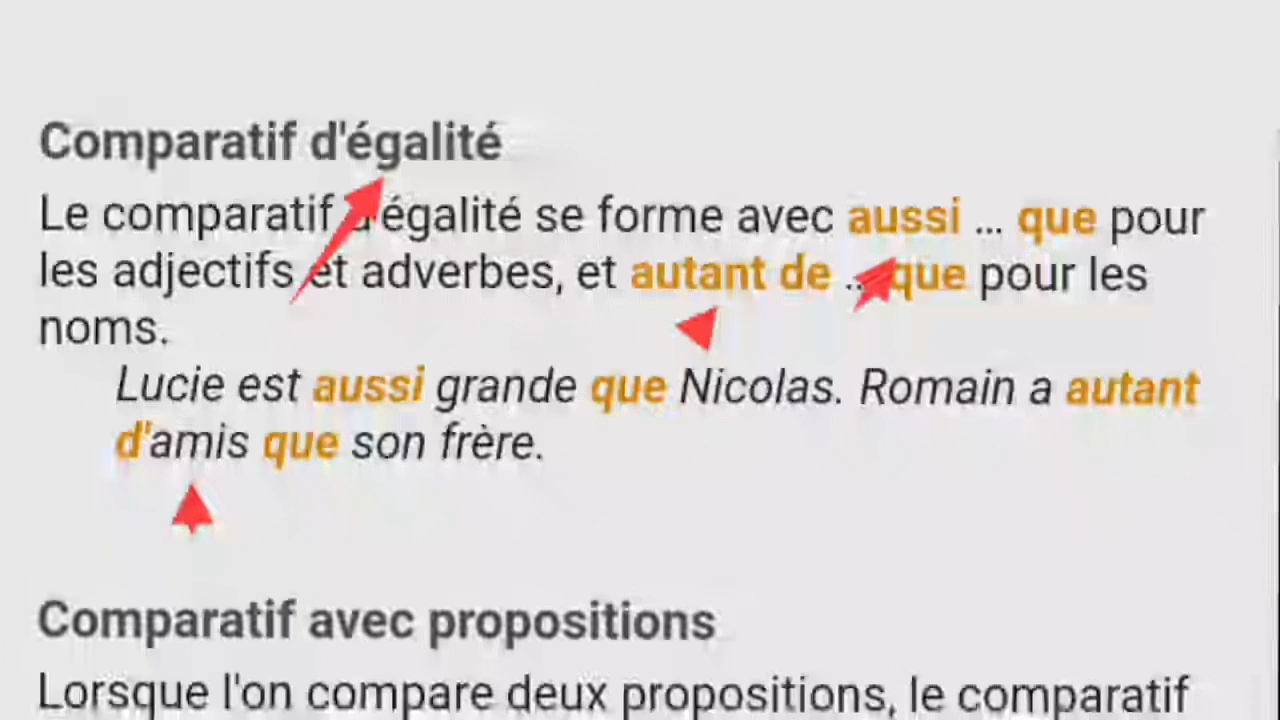 Comparatif d'égalité
Le comparatif d'égalité se forme avec aussi ... que pour
les adjectifs et adverbes, et autant de ... que pour les
noms.
Lucie est aussi grande que Nicolas. Romain a autant
d'amis que son frère.
Comparatif avec propositions
Lorsque l'on compare deux propositions, le comparatif